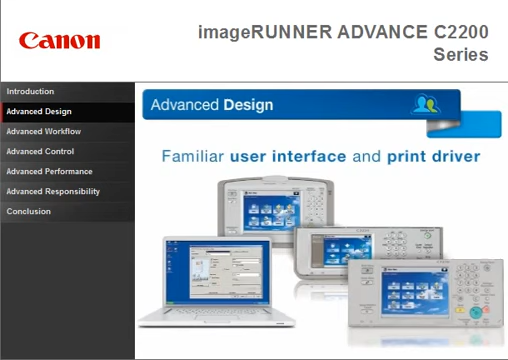 Canon
imageRUNNER ADVANCE C2200
Series
Introduction
Advanced Design
Advanced Workflow
Advanced Control
Advanced Performance
Advanced Responsibility
Conclusion
Advanced Design
Familiar user interface and print driver